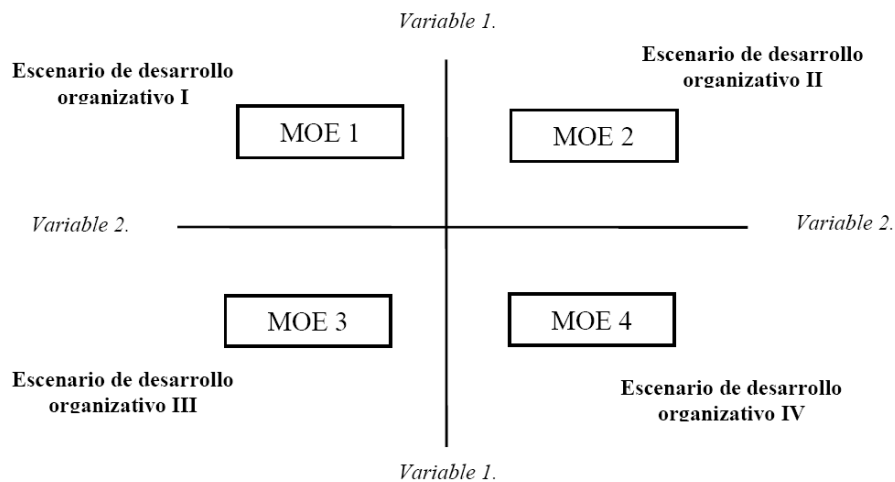 Variable 1.
Escenario de desarrollo
organizativo I
Escenario de desarrollo
organizativo II
MOE 1
MOE 2
Variable 2.
Variable 2.
MOE 3
MOE 4
Escenario de desarrollo
organizativo III
Escenario de desarrollo
organizativo IV
Variable 1.